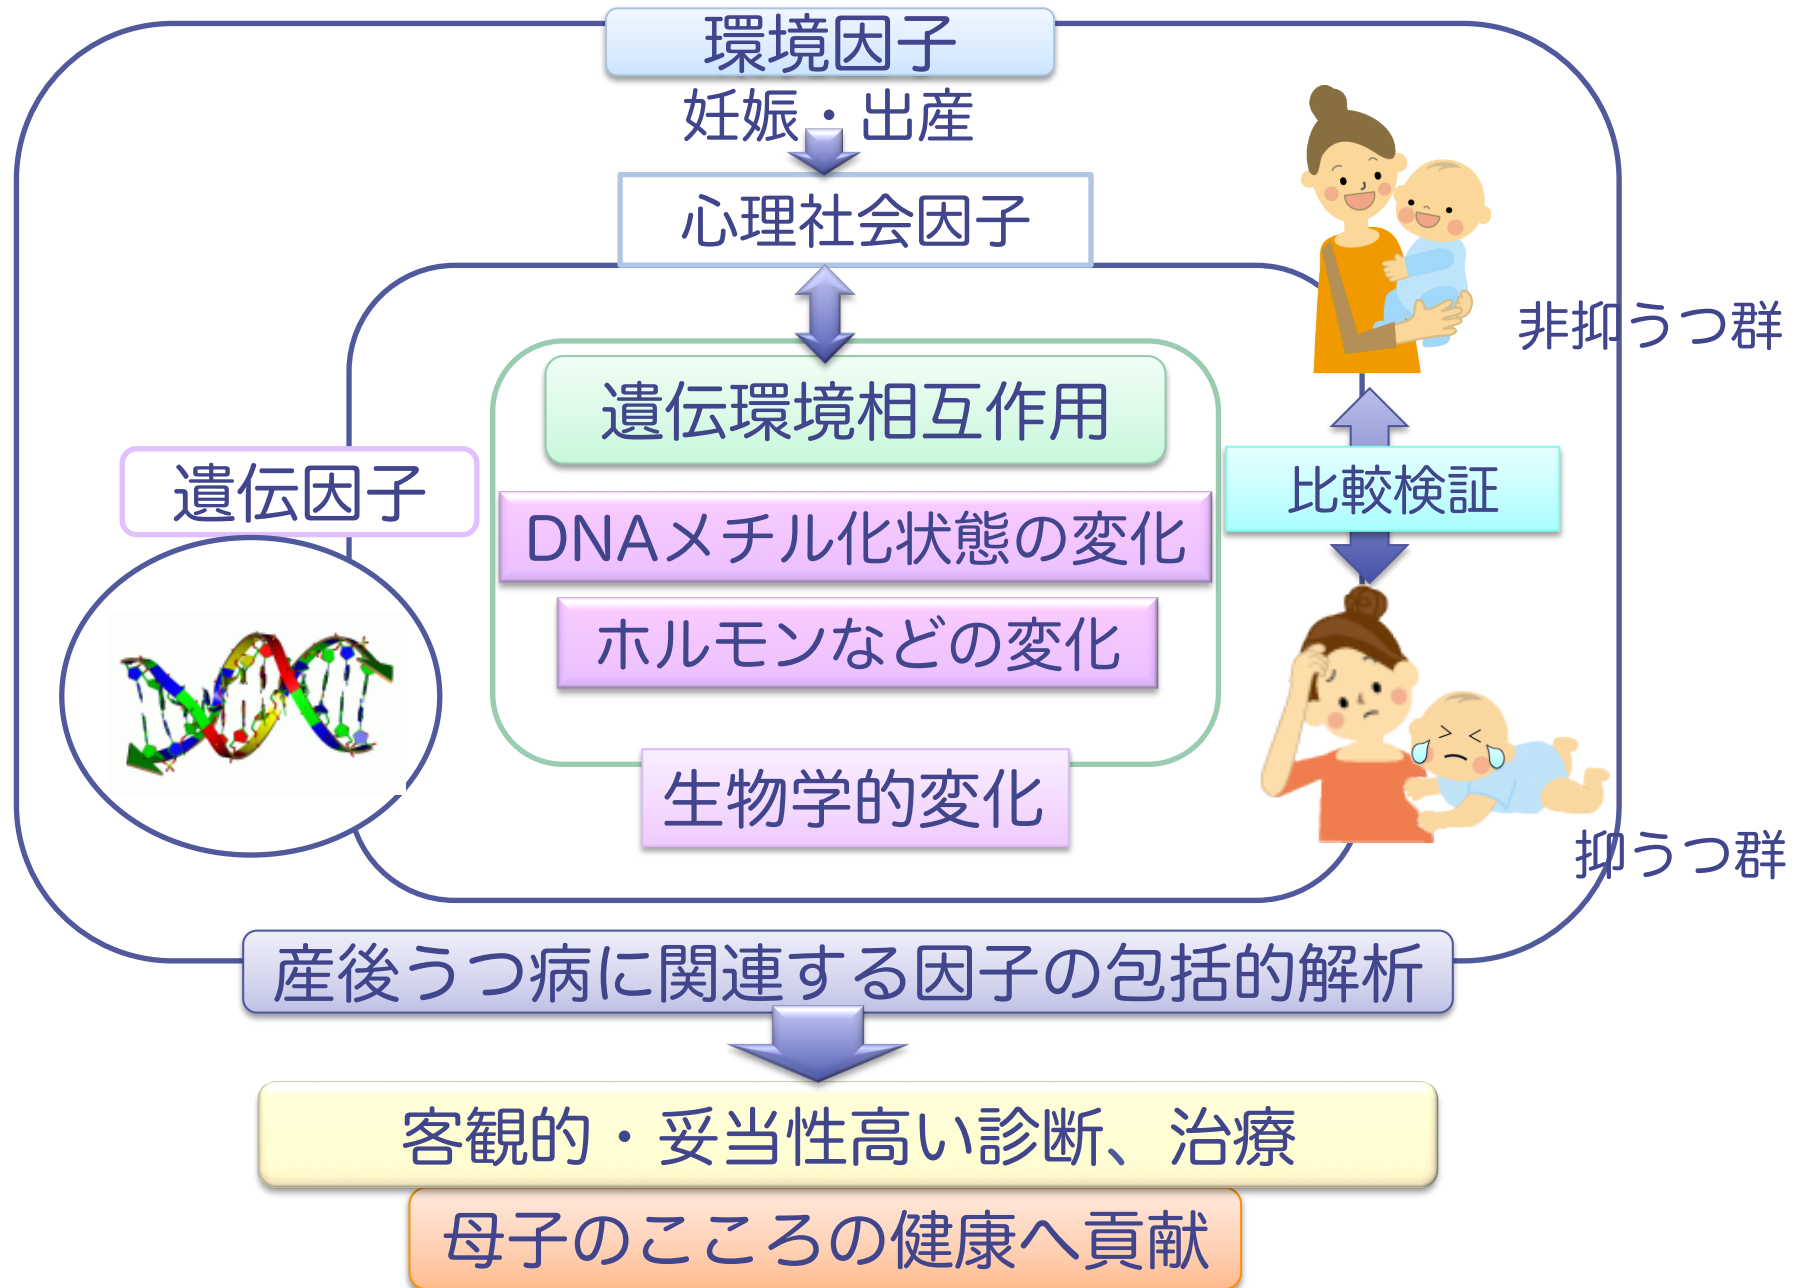 環境因子
妊娠・出産
心理社会因子
非抑うつ群
遺伝環境相互作用
遺伝因子
比較検証
DNAメチル化状態の変化
ホルモンなどの変化
生物学的変化
抑うつ群
産後うつ病に関連する因子の包括的解析
客観的・妥当性高い診断、治療
母子のこころの健康へ貢献